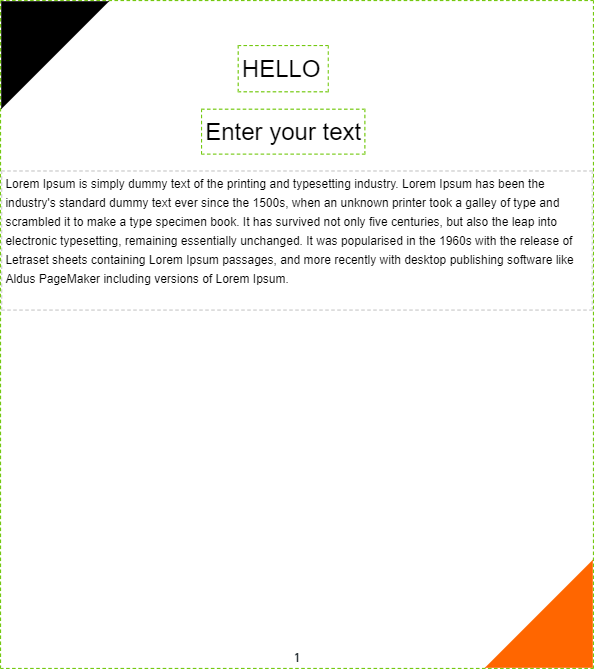 HELLO
Enter your text
Lorem Ipsum is simply dummy text of the printing and typesetting industry. Lorem Ipsum has been the
industry's standard dummy text ever since the 1500s, when an unknown printer took a galley of type and
scrambled it to make a type specimen book. It has survived not only five centuries, but also the leap into
electronic typesetting, remaining essentially unchanged. It was popularised in the 1960s with the release of
Letraset sheets containing Lorem Ipsum passages, and more recently with desktop publishing software like
Aldus PageMaker including versions of Lorem Ipsum.
1